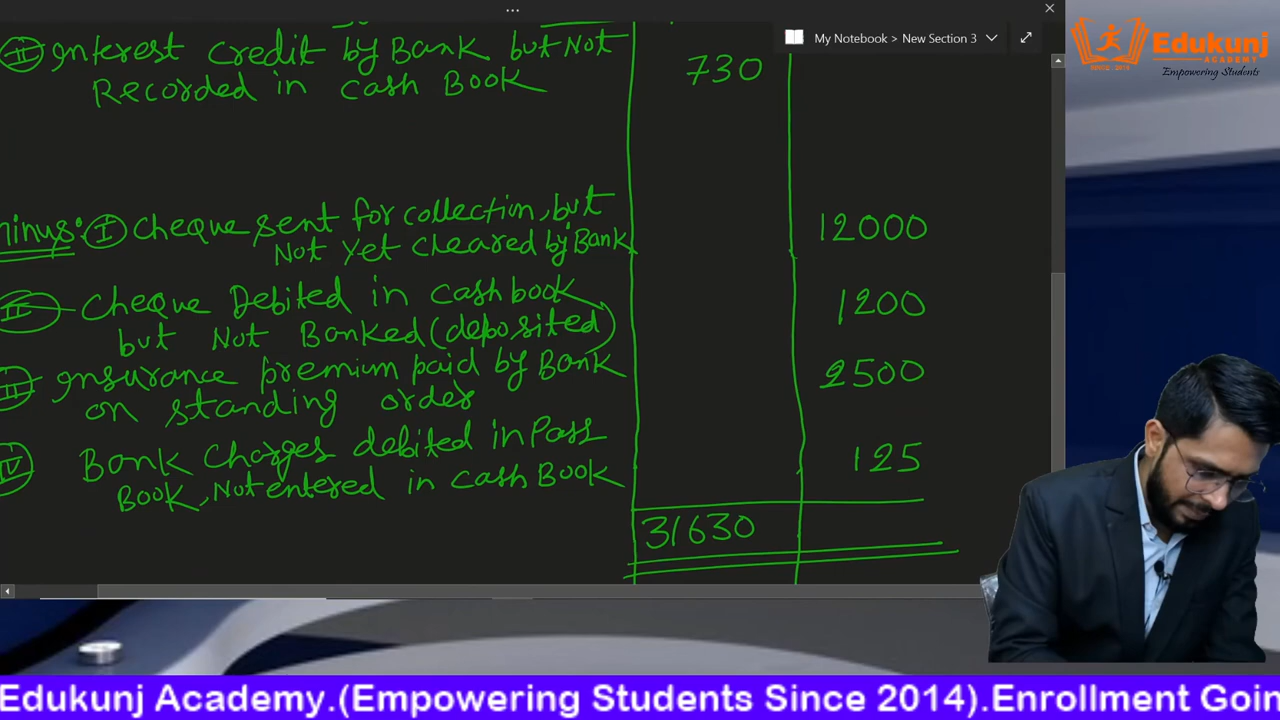 My Notebook > New Section 3
Edukunj
ACADEMY
SINCE - 2014
Empowering Students
II Interest credit by Bank but Not
Recorded in cash Book
730
minus: I Cheque sent for collection, but
Not Yet cleared by Bank
12000
II Cheque Debited in cash book
but Not Banked (deposited)
1200
III Insurance premium paid by Bank
on standing order
2500
IV Bank Charges debited in Pass
Book, Not entered in cash Book
125
31630
Edukunj Academy.(Empowering Students Since 2014).Enrollment Goin